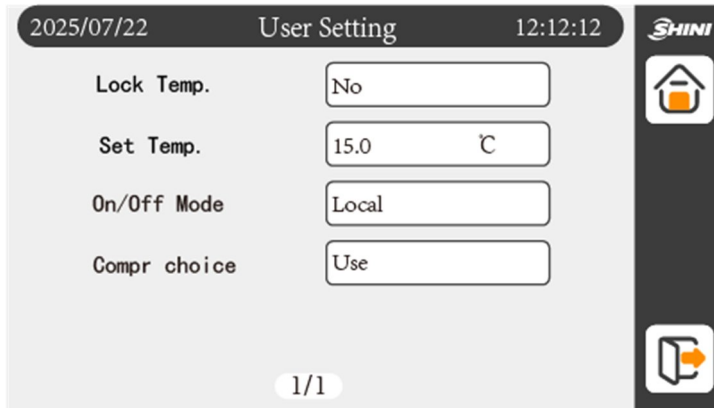 2025/07/22 User Setting 12:12:12 SHINI
Lock Temp. No
Set Temp. 15.0 ℃
On/Off Mode Local
Compr choice Use
1/1